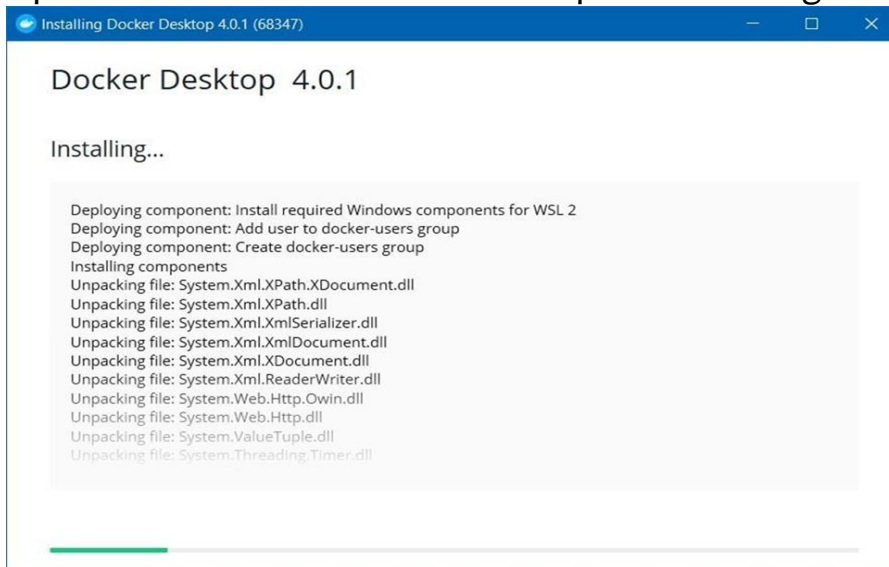 Installing Docker Desktop 4.0.1 (68347)
Docker Desktop 4.0.1
Installing...
Deploying component: Install required Windows components for WSL 2
Deploying component: Add user to docker-users group
Deploying component: Create docker-users group
Installing components
Unpacking file: System.Xml.XPath.XDocument.dll
Unpacking file: System.Xml.XPath.dll
Unpacking file: System.Xml.XmlSerializer.dll
Unpacking file: System.Xml.XmlDocument.dll
Unpacking file: System.Xml.XDocument.dll
Unpacking file: System.Xml.ReaderWriter.dll
Unpacking file: System.Web.Http.Owin.dll
Unpacking file: System.Web.Http.dll
Unpacking file: System.ValueTuple.dll
Unpacking file: System.Threading.Timer.dll